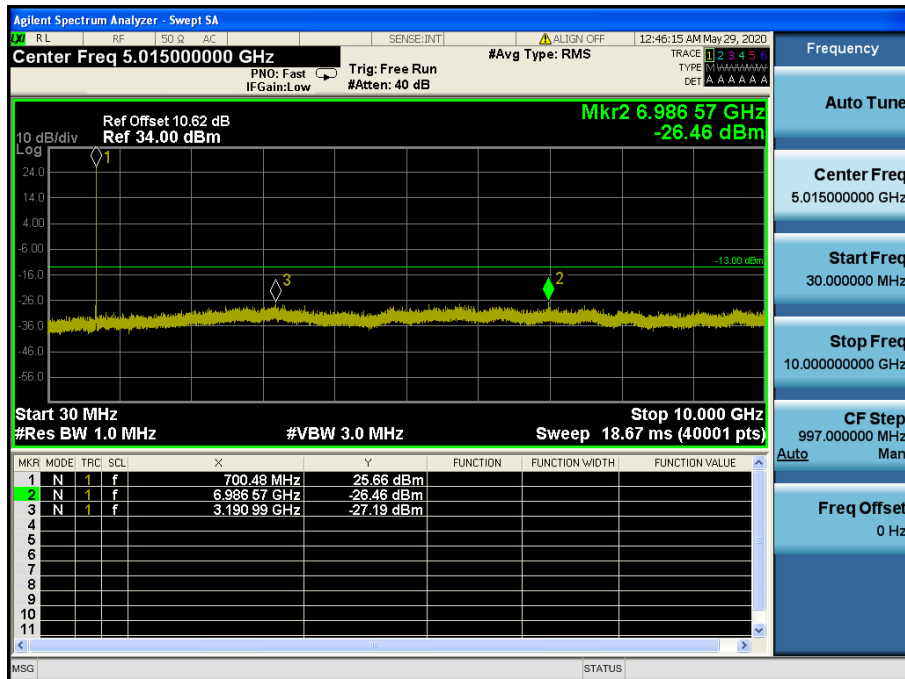 Agilent Spectrum Analyzer - Swept SA
LXI RL RF 50 Ω AC SENSE:INT ALIGN OFF 12:46:15 AM May 29, 2020
Center Freq 5.015000000 GHz
#Avg Type: RMS
TRACE 1 2 3 4 5 6
PNO: Fast Trig: Free Run
TYPE M W W W W W
IFGain:Low #Atten: 40 dB
DET A A A A A A
Frequency
Auto Tune
Mkr2 6.986 57 GHz
-26.46 dBm
Ref Offset 10.62 dB
10 dB/div Ref 34.00 dBm
Log
1
24.0
14.0
4.00
-6.00
-13.00 dBm
-16.0
3
2
-26.0
-36.0
-46.0
-56.0
Start 30 MHz Stop 10.000 GHz
#Res BW 1.0 MHz #VBW 3.0 MHz Sweep 18.67 ms (40001 pts)
Center Freq
5.015000000 GHz
Start Freq
30.000000 MHz
Stop Freq
10.000000000 GHz
CF Step
997.000000 MHz
Auto Man
Freq Offset
0 Hz
MKR MODE TRC SCL X Y FUNCTION FUNCTION WIDTH FUNCTION VALUE
1 N 1 f 700.48 MHz 25.66 dBm
2 N 1 f 6.986 57 GHz -26.46 dBm
3 N 1 f 3.190 99 GHz -27.19 dBm
4
5
6
7
8
9
10
11
MSG STATUS